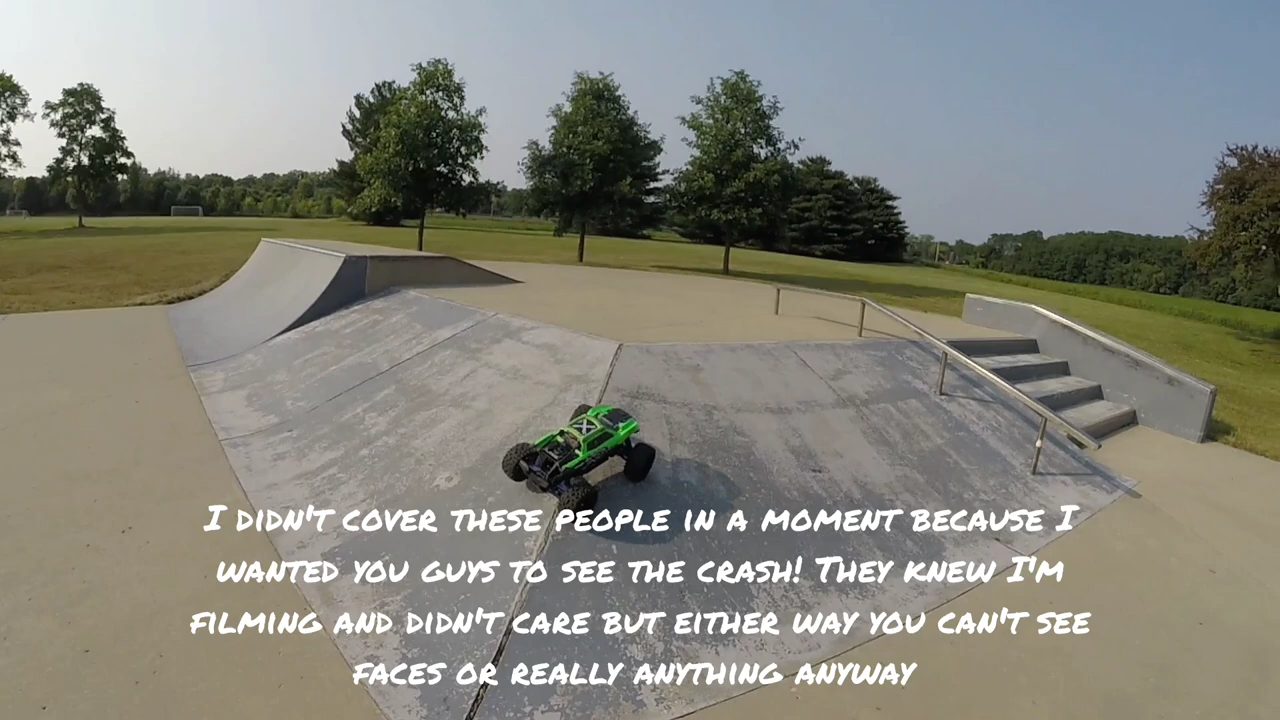 I didn't cover these people in a moment because I
wanted you guys to see the crash! They knew I'm
filming and didn't care but either way you can't see
faces or really anything anyway